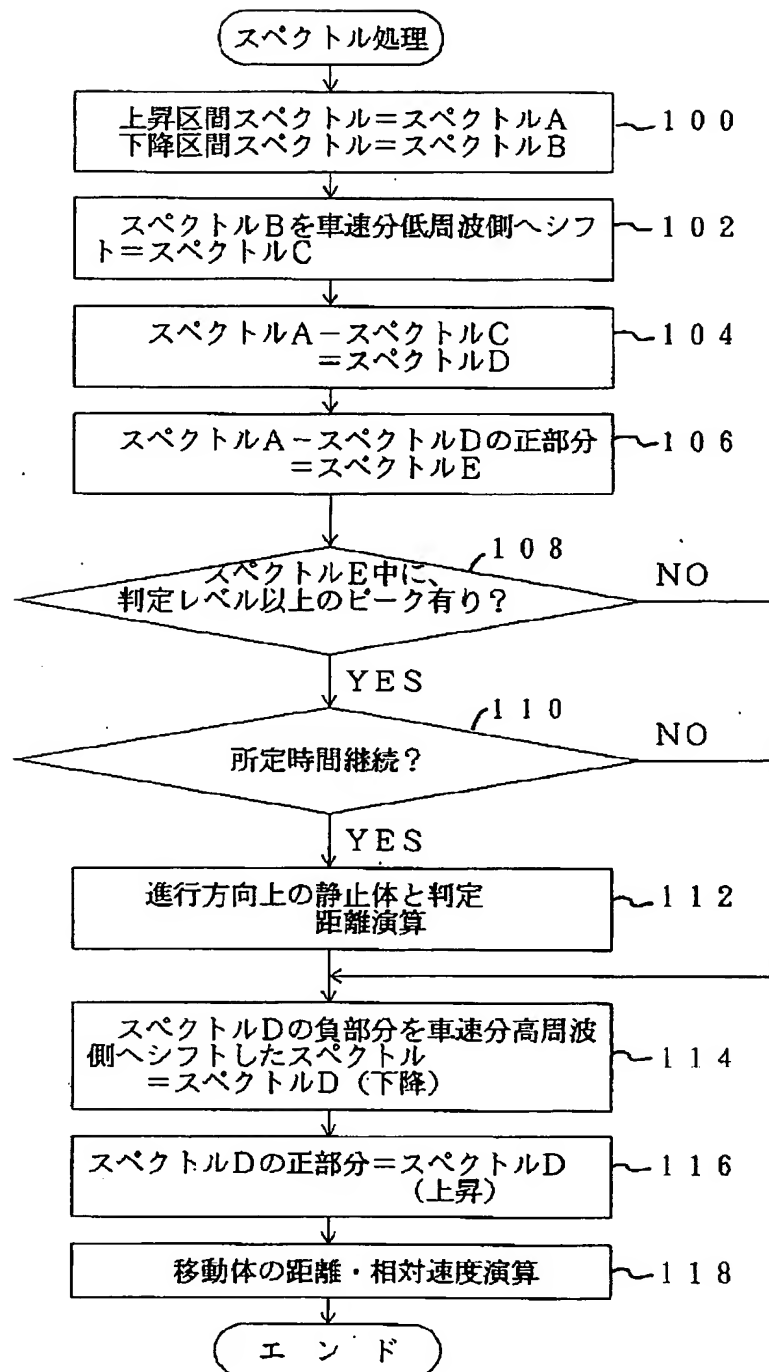 スペクトル処理
上昇区間スペクトル＝スペクトルA
下降区間スペクトル＝スペクトルB
100
スペクトルBを車速分低周波側へシフ
ト＝スペクトルC
102
スペクトルA－スペクトルC
＝スペクトルD
104
スペクトルA－スペクトルDの正部分
＝スペクトルE
106
108
スペクトルE中に、
判定レベル以上のピーク有り？
NO
YES
110
所定時間継続？
NO
YES
進行方向上の静止体と判定
距離演算
112
スペクトルDの負部分を車速分高周波
側へシフトしたスペクトル
＝スペクトルD（下降）
114
スペクトルDの正部分＝スペクトルD
（上昇）
116
移動体の距離・相対速度演算
118
エンド